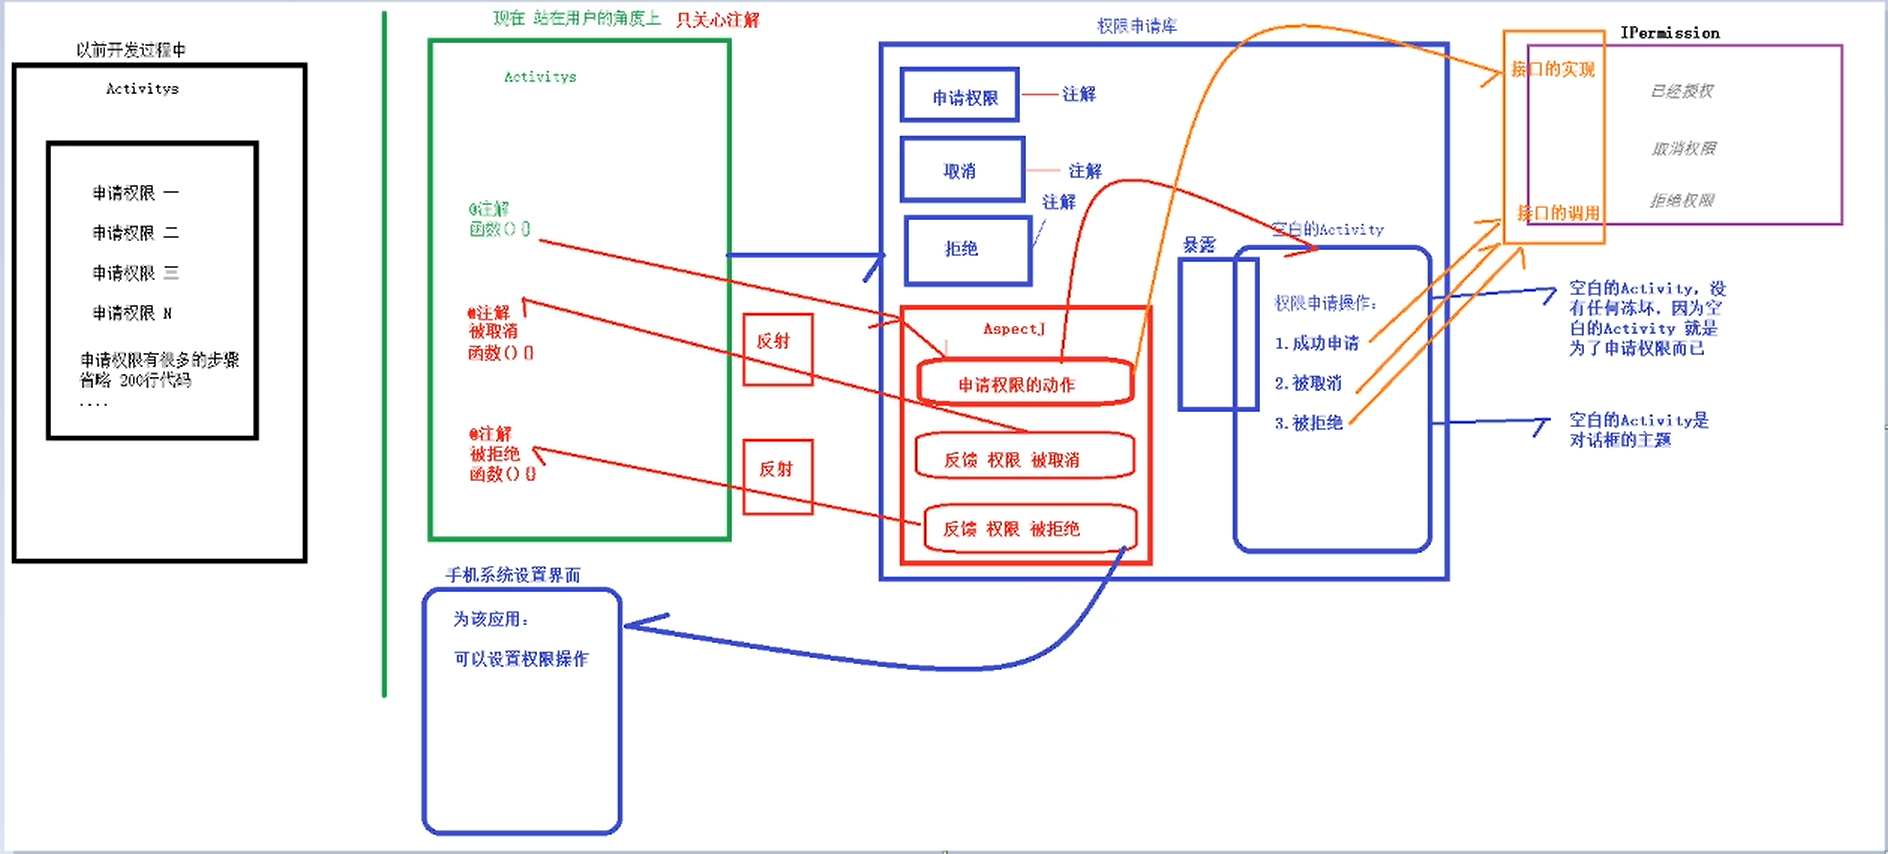 以前开发过程中
Activitys
申请权限 一
申请权限 二
申请权限 三
申请权限 N
申请权限有很多的步骤
省略 200行代码
....
现在 站在用户的角度上 只关心注解
Activitys
@注解
函数(){}
@注解
被取消
函数(){}
@注解
被拒绝
函数(){}
反射
反射
手机系统设置界面
为该应用：
可以设置权限操作
权限申请库
申请权限
注解
取消
注解
注解
拒绝
AspectJ
申请权限的动作
反馈 权限 被取消
反馈 权限 被拒绝
暴露
空白的Activity
权限申请操作：
1.成功申请
2.被取消
3.被拒绝
IPermission
接口的实现
已经授权
取消权限
拒绝权限
接口的调用
空白的Activity，没
有任何冻坏，因为空
白的Activity 就是
为了申请权限而已
空白的Activity是
对话框的主题